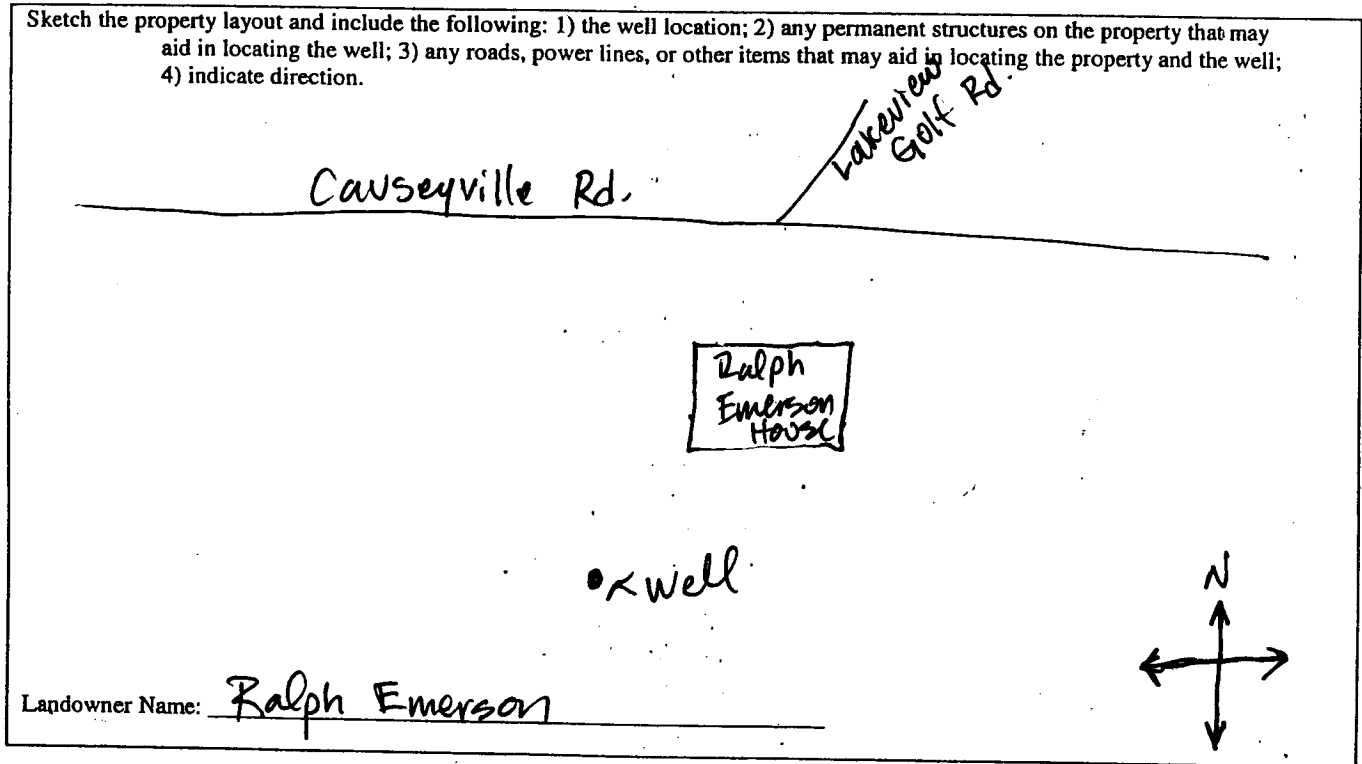 Sketch the property layout and include the following: 1) the well location; 2) any permanent structures on the property that may
aid in locating the well; 3) any roads, power lines, or other items that may aid in locating the property and the well;
4) indicate direction.
Lakeview
Golf Rd.
Causeyville Rd.
Ralph
Emerson
House
well
N
Landowner Name: Ralph Emerson